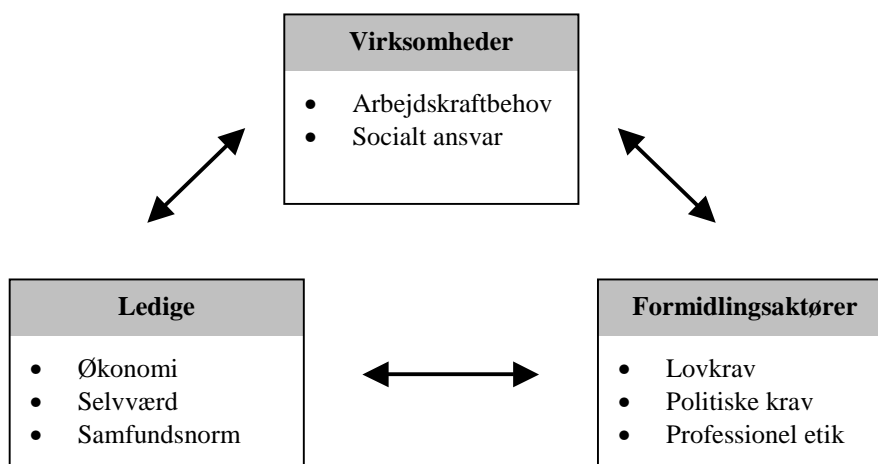 Virksomheder
• Arbejdskraftbehov
• Socialt ansvar
Ledige
• Økonomi
• Selvværd
• Samfundsnorm
Formidlingsaktører
• Lovkrav
• Politiske krav
• Professionel etik